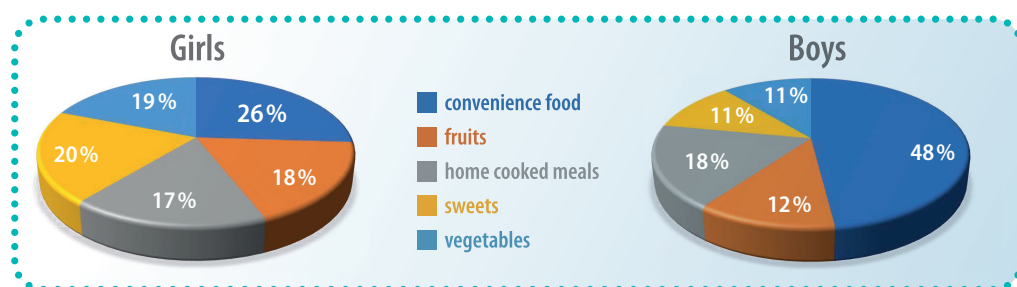 Girls
19%
26%
20%
18%
17%
convenience food
fruits
home cooked meals
sweets
vegetables
Boys
11%
11%
48%
18%
12%